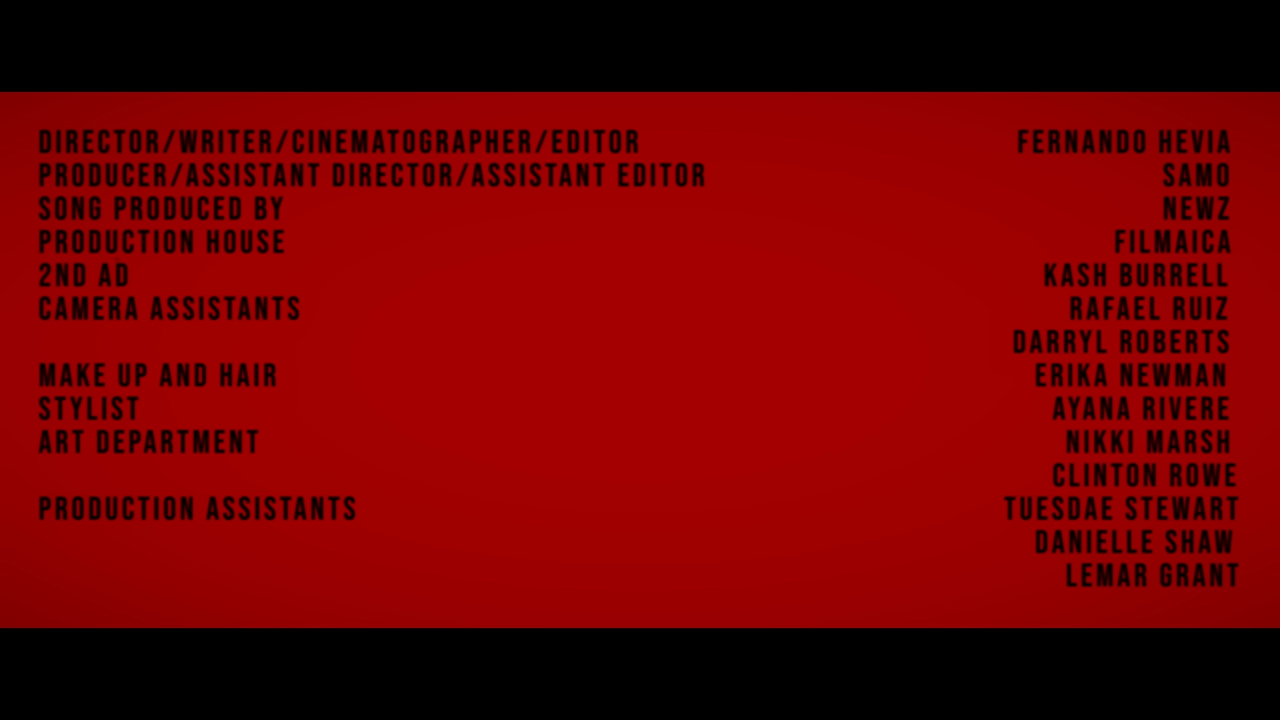 DIRECTOR/WRITER/CINEMATOGRAPHER/EDITOR FERNANDO HEVIA
PRODUCER/ASSISTANT DIRECTOR/ASSISTANT EDITOR SAMO
SONG PRODUCED BY NEWZ
PRODUCTION HOUSE FILMAICA
2ND AD KASH BURRELL
CAMERA ASSISTANTS RAFAEL RUIZ
DARRYL ROBERTS
MAKE UP AND HAIR ERIKA NEWMAN
STYLIST AYANA RIVERE
ART DEPARTMENT NIKKI MARSH
CLINTON ROWE
PRODUCTION ASSISTANTS TUESDAE STEWART
DANIELLE SHAW
LEMAR GRANT